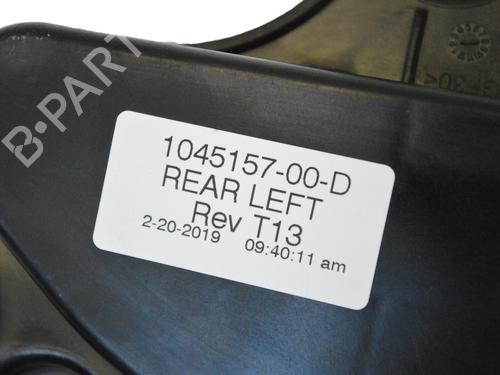 B-PART
1045157-00-D
REAR LEFT
Rev T13
2-20-2019 09:40:11 am